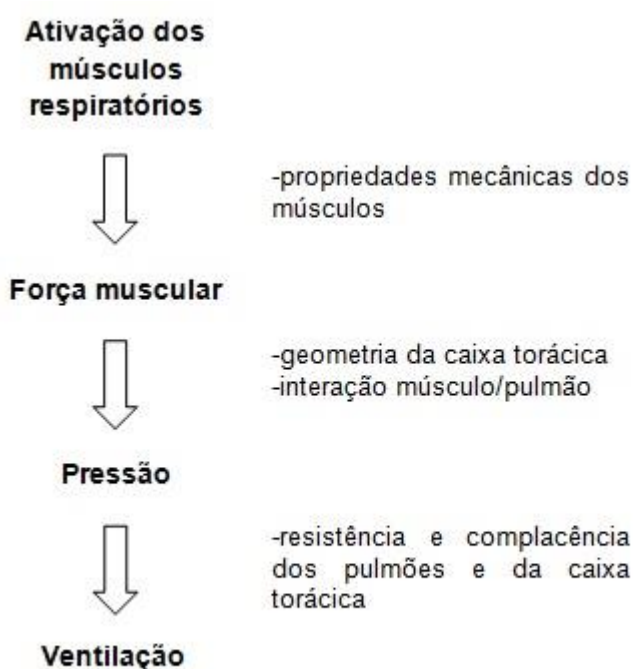 Ativação dos
músculos
respiratórios
-propriedades mecânicas dos
músculos
Força muscular
-geometria da caixa torácica
-interação músculo/pulmão
Pressão
-resistência e complacência
dos pulmões e da caixa
torácica
Ventilação